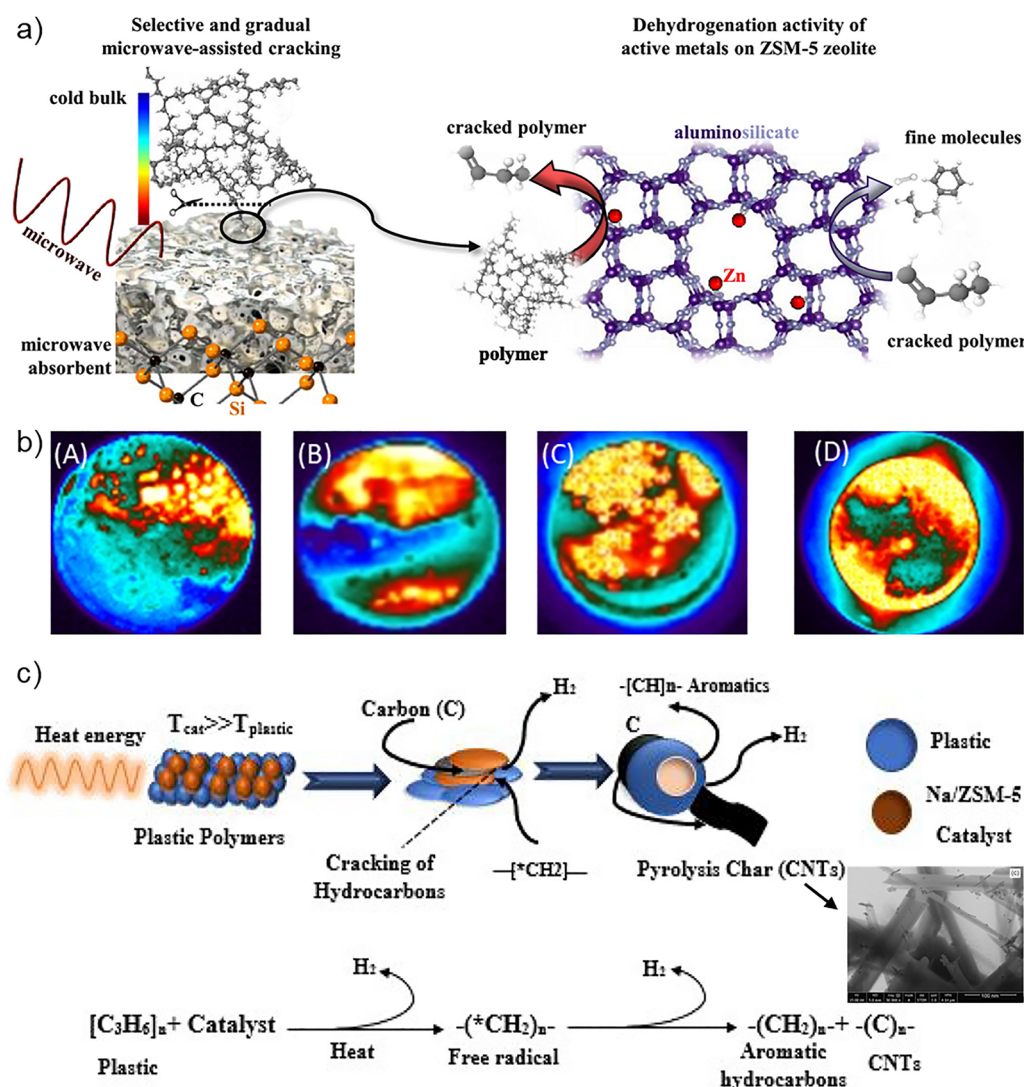 a)
Selective and gradual
microwave-assisted cracking
Dehydrogenation activity of
active metals on ZSM-5 zeolite
cold bulk
cracked polymer
aluminosilicate
fine molecules
microwave
Zn
microwave
absorbent
polymer
cracked polymer
C
Si
b)
(A)
(B)
(C)
(D)
c)
Heat energy
Tcat>>Tplastic
Carbon (C)
H2
-[CH]n- Aromatics
C
H2
Plastic
Na/ZSM-5
Catalyst
Plastic Polymers
Cracking of
Hydrocarbons
—[*CH2]—
Pyrolysis Char (CNTs)
(c)
100 nm
H2
H2
[C3H6]n+ Catalyst
Heat
-(*CH2)n-
-(CH2)n-+ -(C)n-
Plastic
Free radical
Aromatic
hydrocarbons
CNTs